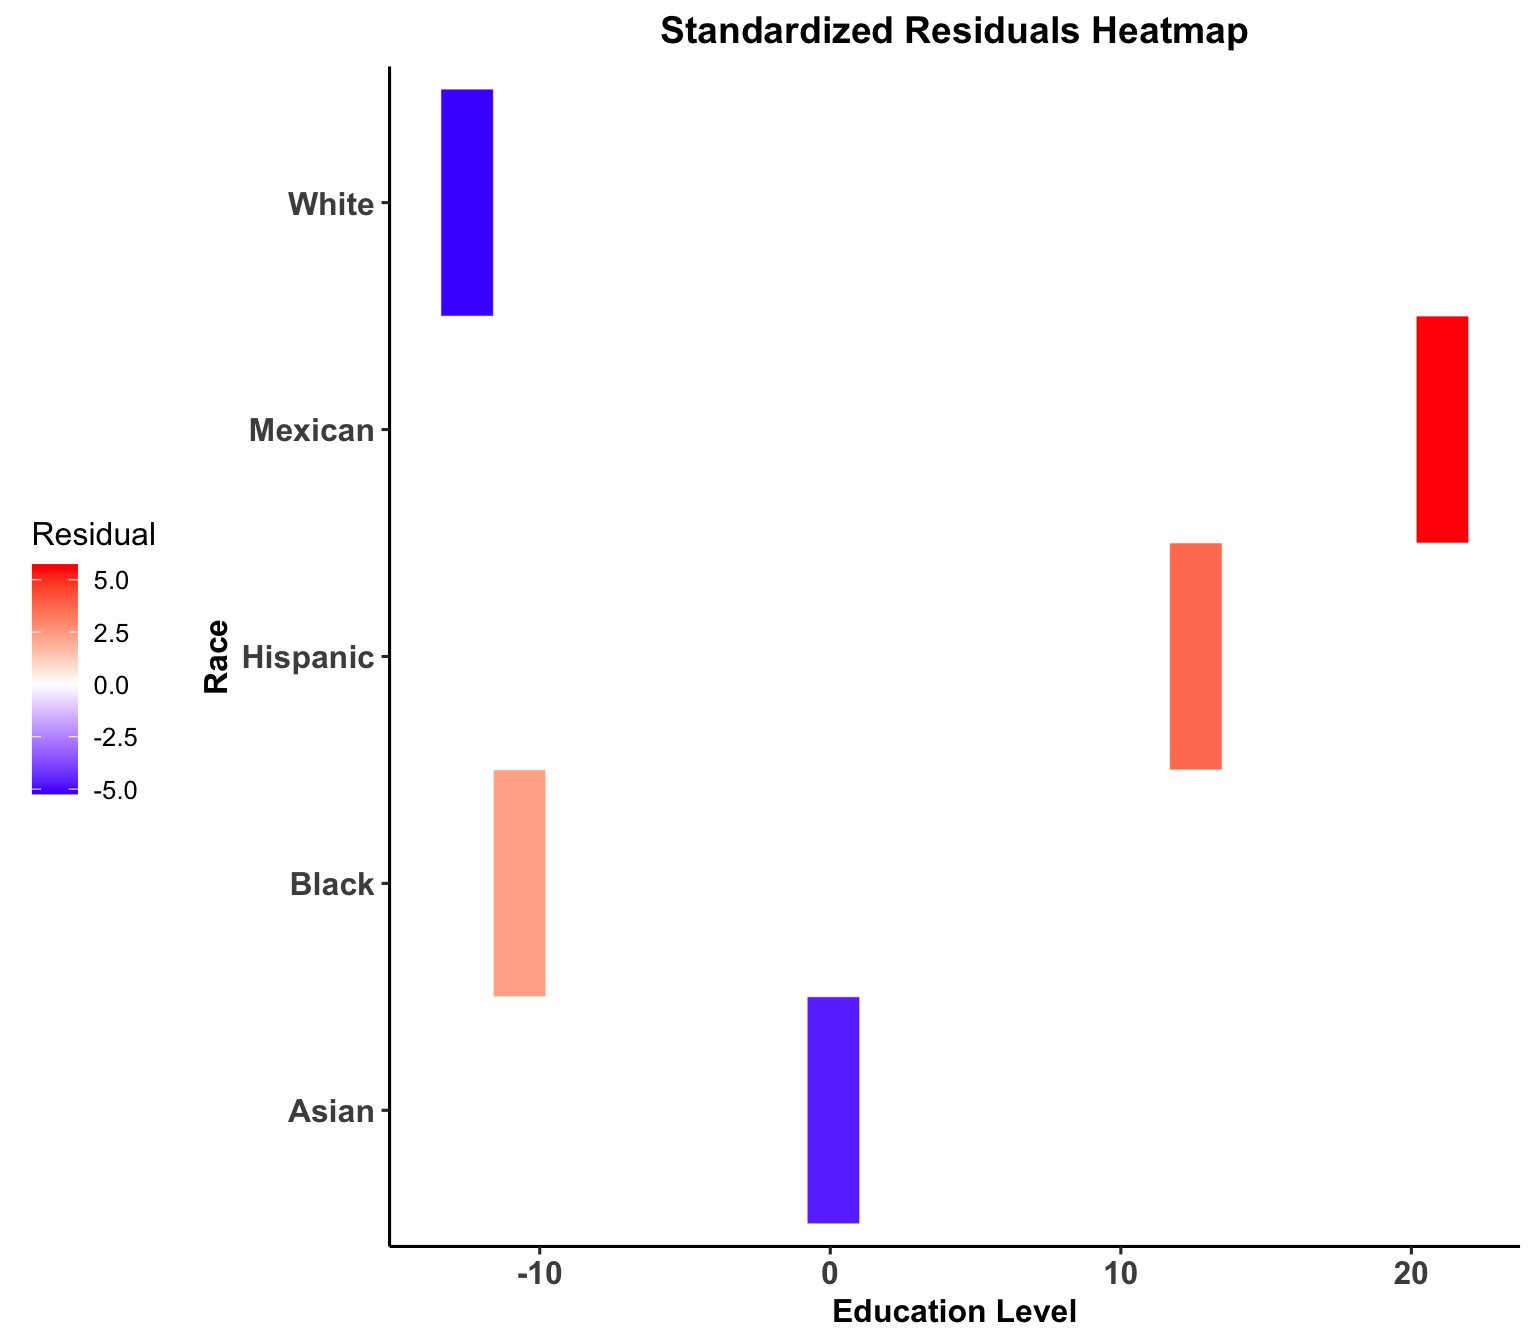 Standardized Residuals Heatmap
White
Mexican
Hispanic
Black
Asian
Race
Residual
5.0
2.5
0.0
-2.5
-5.0
-10
0
10
20
Education Level